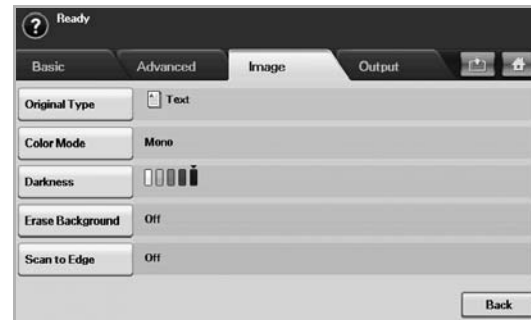 Ready
Basic Advanced Image Output
Original Type Text
Color Mode Mono
Darkness
Erase Background Off
Scan to Edge Off
Back